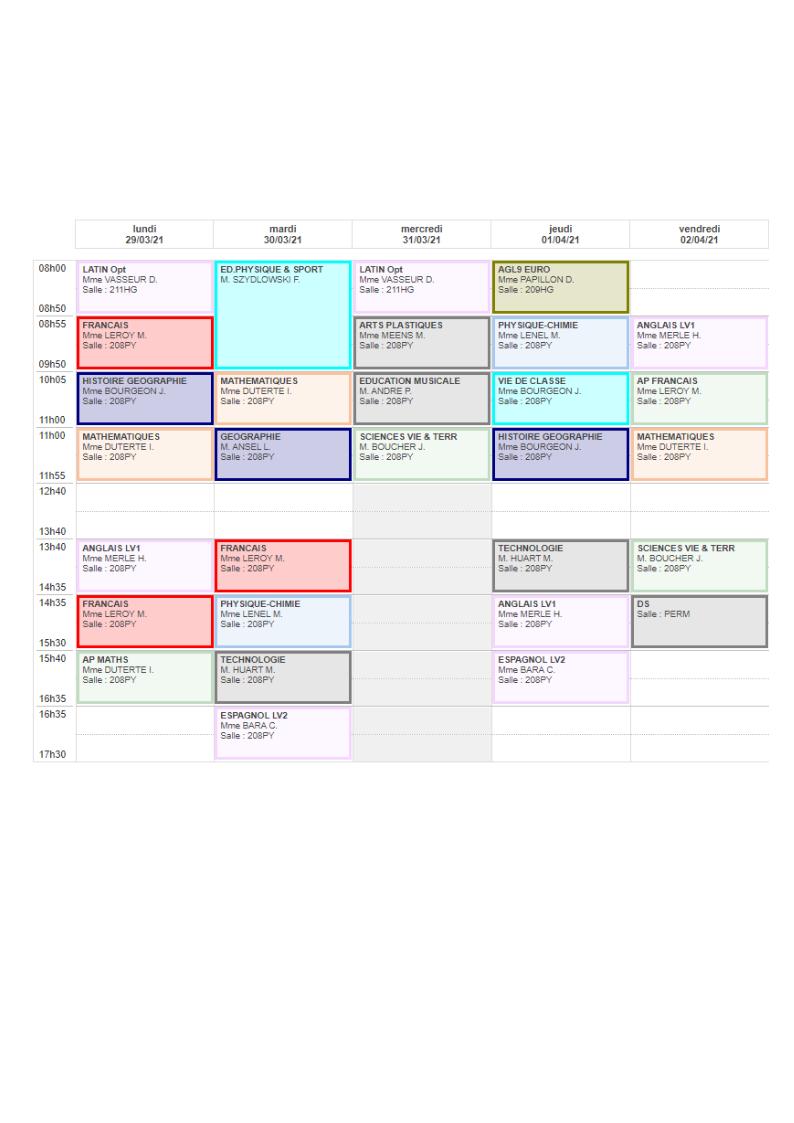 lundi
29/03/21
mardi
30/03/21
mercredi
31/03/21
jeudi
01/04/21
vendredi
02/04/21
08h00
LATIN Opt
Mme VASSEUR D.
Salle : 211HG
ED.PHYSIQUE & SPORT
M. SZYDLOWSKI F.
LATIN Opt
Mme VASSEUR D.
Salle : 211HG
AGL9 EURO
Mme PAPILLON D.
Salle : 209HG
08h50
08h55
FRANCAIS
Mme LEROY M.
Salle : 208PY
ARTS PLASTIQUES
Mme MEENS M.
Salle : 208PY
PHYSIQUE-CHIMIE
Mme LENEL M.
Salle : 208PY
ANGLAIS LV1
Mme MERLE H.
Salle : 208PY
09h50
10h05
HISTOIRE GEOGRAPHIE
Mme BOURGEON J.
Salle : 208PY
MATHEMATIQUES
Mme DUTERTE I.
Salle : 208PY
EDUCATION MUSICALE
M. ANDRE P.
Salle : 208PY
VIE DE CLASSE
Mme BOURGEON J.
Salle : 208PY
AP FRANCAIS
Mme LEROY M.
Salle : 208PY
11h00
11h00
MATHEMATIQUES
Mme DUTERTE I.
Salle : 208PY
GEOGRAPHIE
M. ANSEL L.
Salle : 208PY
SCIENCES VIE & TERR
M. BOUCHER J.
Salle : 208PY
HISTOIRE GEOGRAPHIE
Mme BOURGEON J.
Salle : 208PY
MATHEMATIQUES
Mme DUTERTE I.
Salle : 208PY
11h55
12h40
13h40
13h40
ANGLAIS LV1
Mme MERLE H.
Salle : 208PY
FRANCAIS
Mme LEROY M.
Salle : 208PY
TECHNOLOGIE
M. HUART M.
Salle : 208PY
SCIENCES VIE & TERR
M. BOUCHER J.
Salle : 208PY
14h35
14h35
FRANCAIS
Mme LEROY M.
Salle : 208PY
PHYSIQUE-CHIMIE
Mme LENEL M.
Salle : 208PY
ANGLAIS LV1
Mme MERLE H.
Salle : 208PY
DS
Salle : PERM
15h30
15h40
AP MATHS
Mme DUTERTE I.
Salle : 208PY
TECHNOLOGIE
M. HUART M.
Salle : 208PY
ESPAGNOL LV2
Mme BARA C.
Salle : 208PY
16h35
16h35
ESPAGNOL LV2
Mme BARA C.
Salle : 208PY
17h30